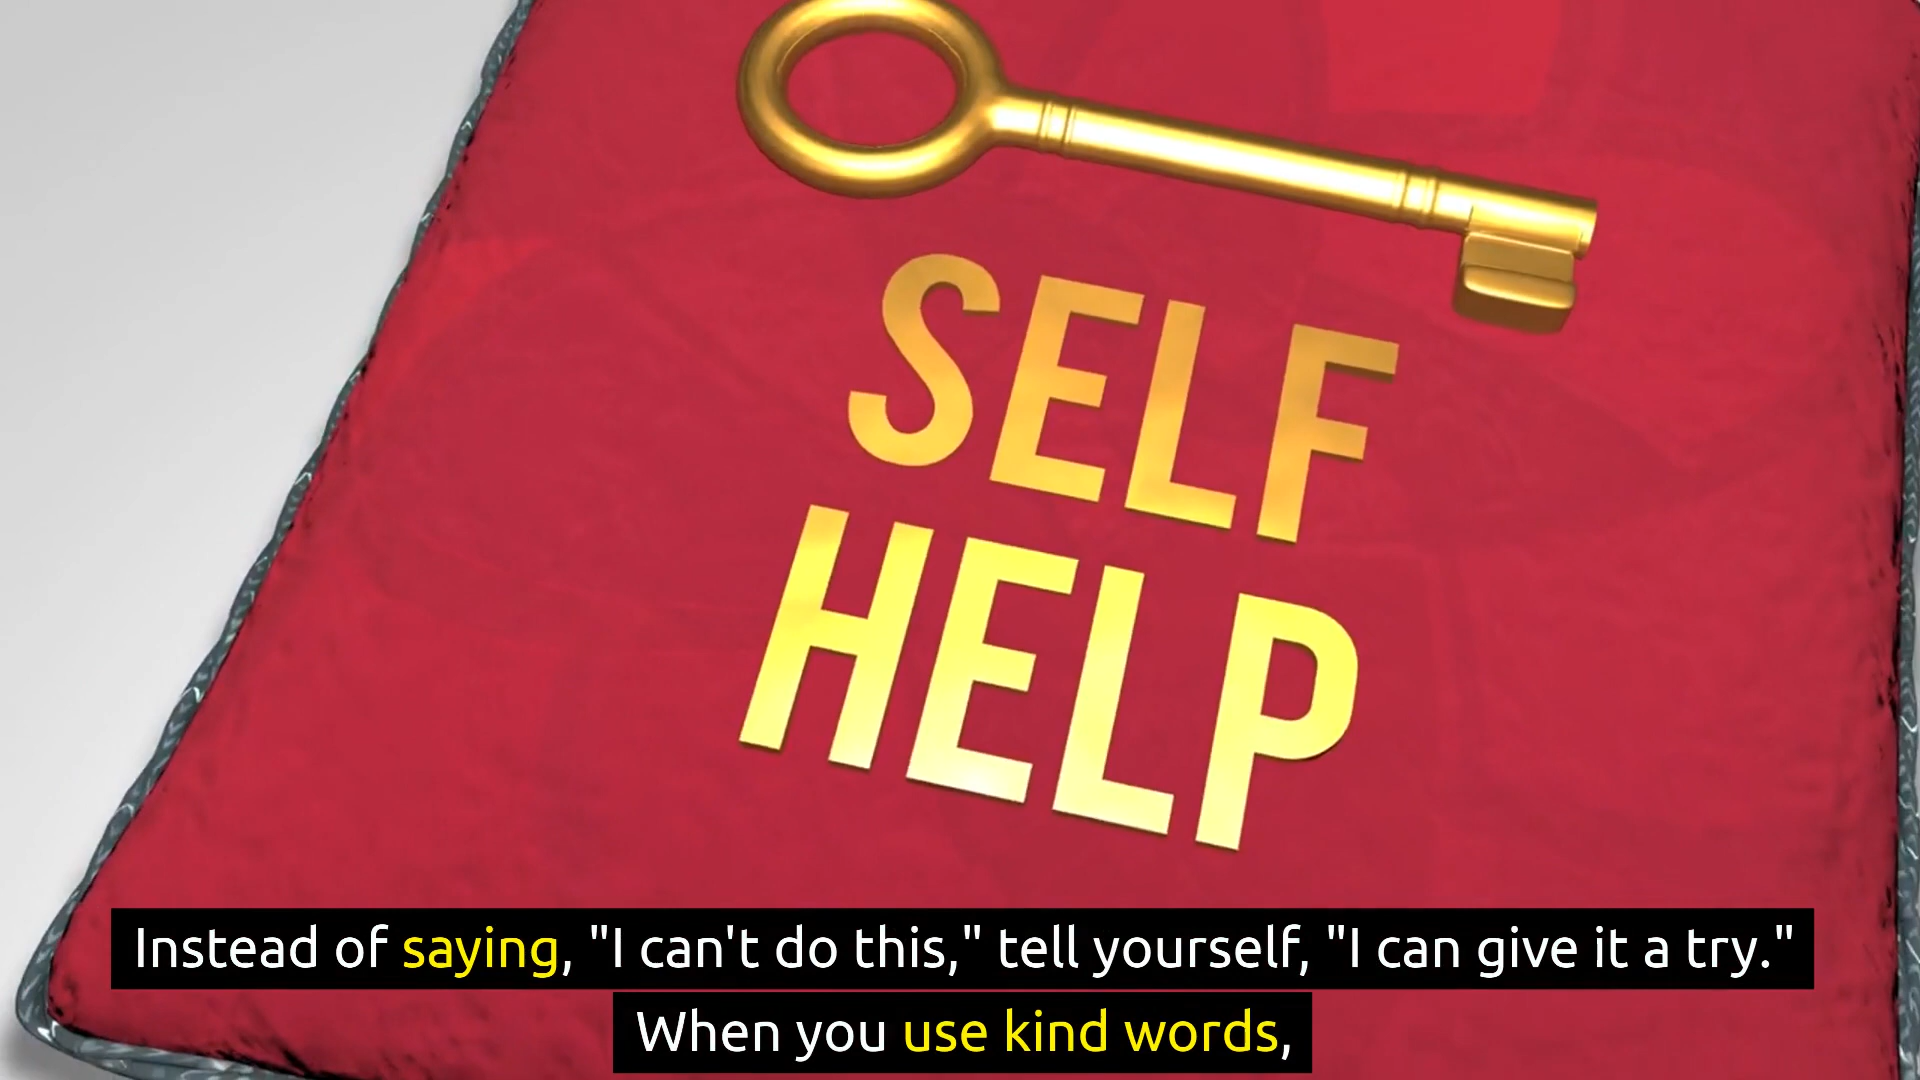 SELF
HELP
Instead of saying, "I can't do this," tell yourself, "I can give it a try."
When you use kind words,